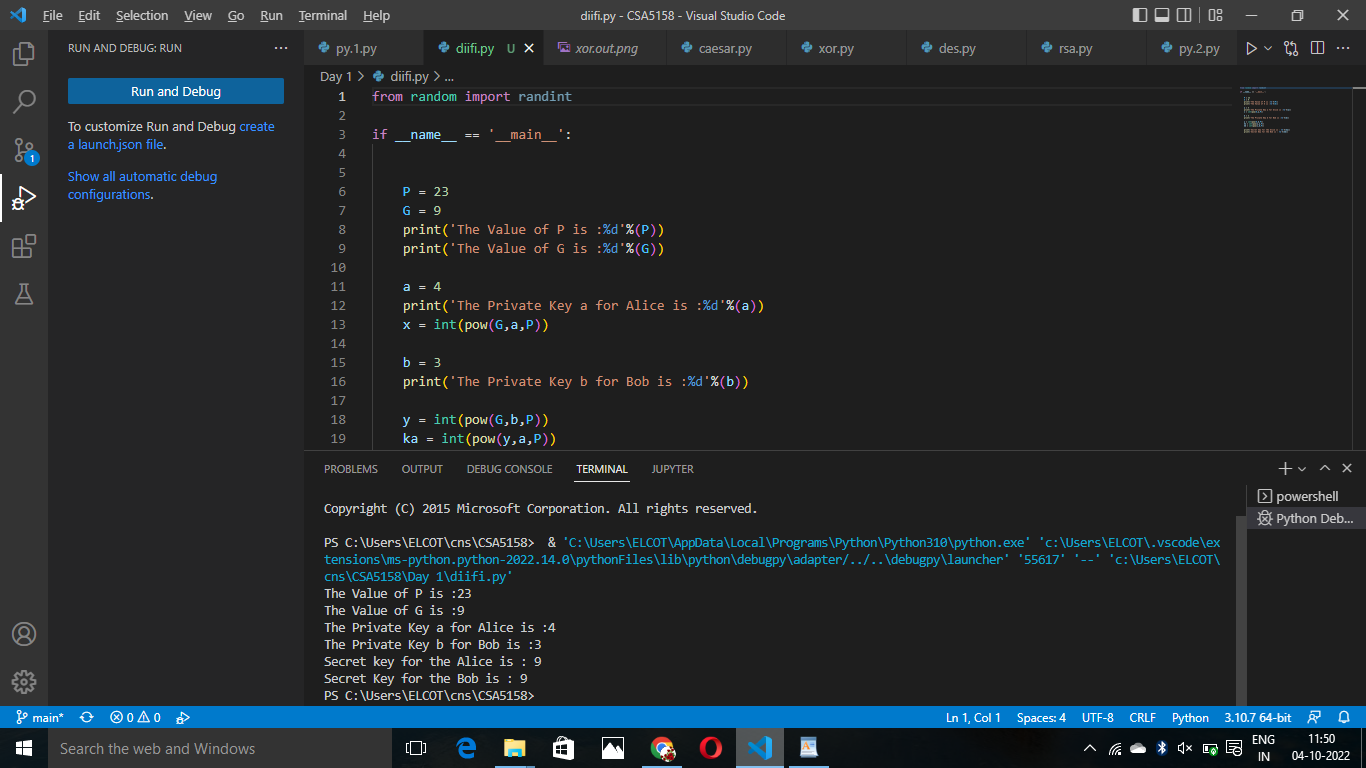 File Edit Selection View Go Run Terminal Help diifi.py - CSA5158 - Visual Studio Code
RUN AND DEBUG: RUN ...
Run and Debug
To customize Run and Debug create
a launch.json file.
Show all automatic debug
configurations.
1
py.1.py diifi.py U xor.out.png caesar.py xor.py des.py rsa.py py.2.py
Day 1 > diifi.py > ...
1 from random import randint
2
3 if __name__ == '__main__':
4
5
6 P = 23
7 G = 9
8 print('The Value of P is :%d'%(P))
9 print('The Value of G is :%d'%(G))
10
11 a = 4
12 print('The Private Key a for Alice is :%d'%(a))
13 x = int(pow(G,a,P))
14
15 b = 3
16 print('The Private Key b for Bob is :%d'%(b))
17
18 y = int(pow(G,b,P))
19 ka = int(pow(y,a,P))
PROBLEMS OUTPUT DEBUG CONSOLE TERMINAL JUPYTER
powershell
Python Deb...
Copyright (C) 2015 Microsoft Corporation. All rights reserved.
PS C:\Users\ELCOT\cns\CSA5158> & 'C:\Users\ELCOT\AppData\Local\Programs\Python\Python310\python.exe' 'c:\Users\ELCOT\.vscode\ex
tensions\ms-python.python-2022.14.0\pythonFiles\lib\python\debugpy\adapter/../..\debugpy\launcher' '55617' '--' 'c:\Users\ELCOT\
cns\CSA5158\Day 1\diifi.py'
The Value of P is :23
The Value of G is :9
The Private Key a for Alice is :4
The Private Key b for Bob is :3
Secret key for the Alice is : 9
Secret Key for the Bob is : 9
PS C:\Users\ELCOT\cns\CSA5158>
main* 0 0 Ln 1, Col 1 Spaces: 4 UTF-8 CRLF Python 3.10.7 64-bit
Search the web and Windows
ENG
IN
11:50
04-10-2022